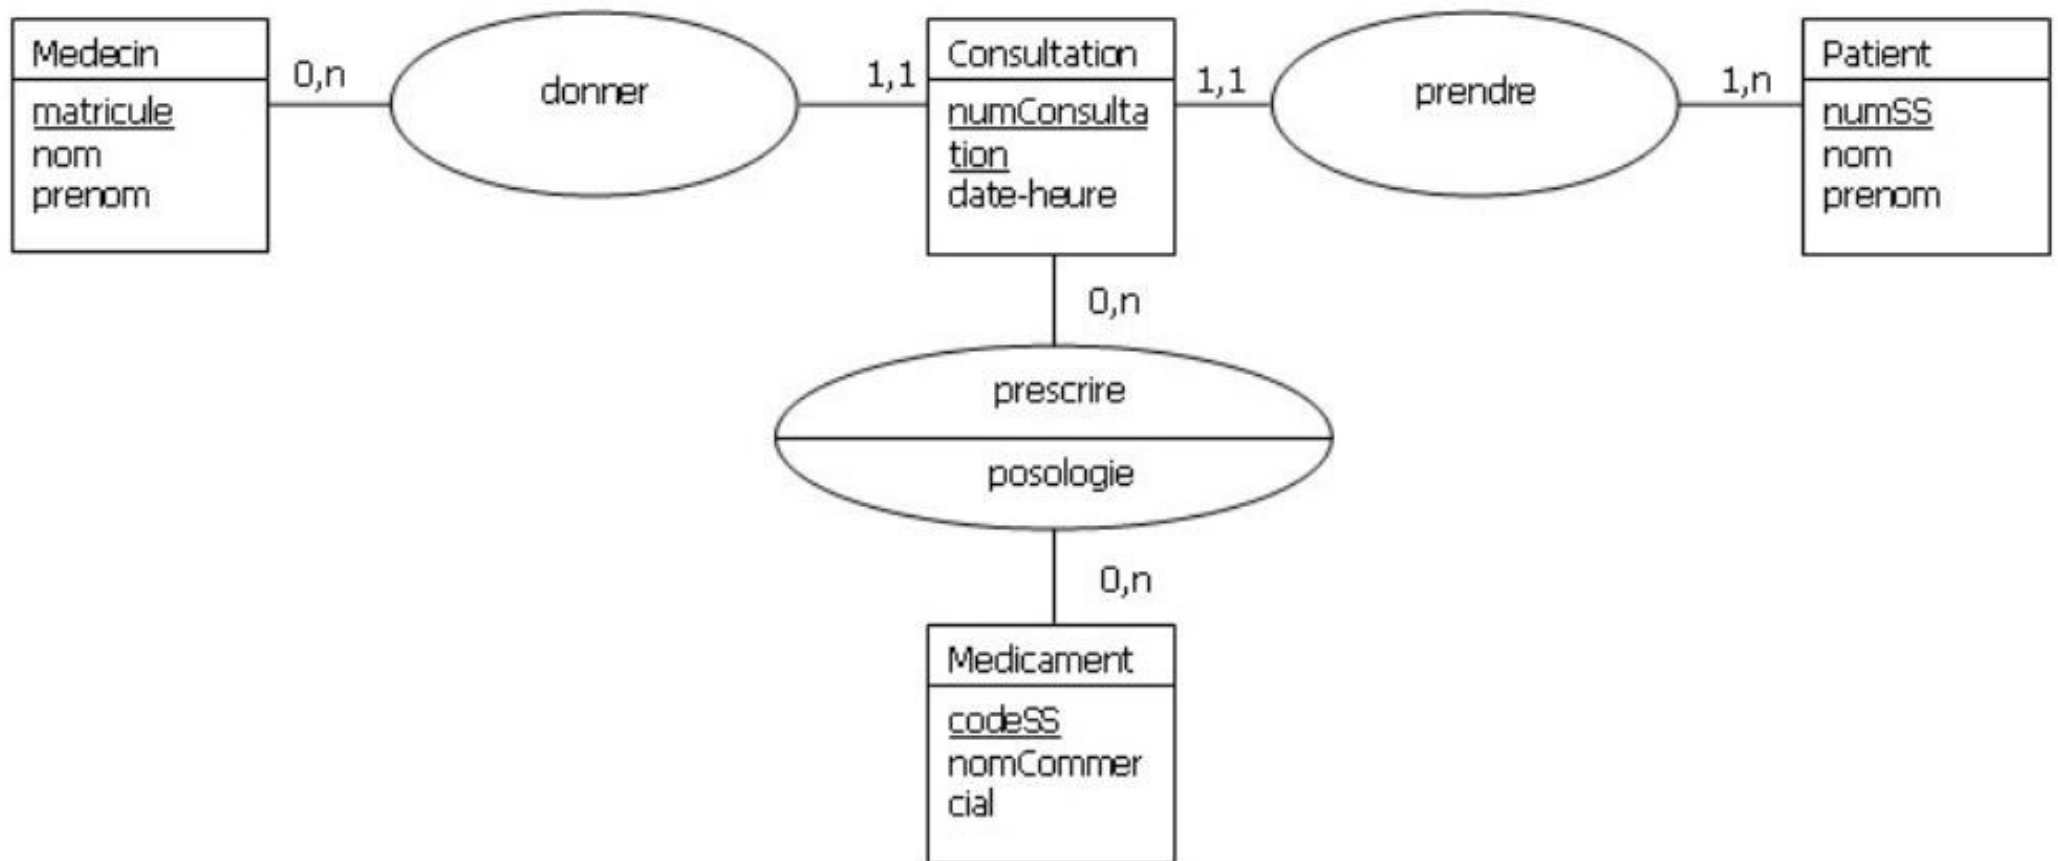 Medecin
matricule
nom
prenom
0,n
donner
1,1
Consultation
numConsulta
tion
date-heure
1,1
prendre
1,n
Patient
numSS
nom
prenom
0,n
prescrire
posologie
0,n
Medicament
codeSS
nomCommer
cial